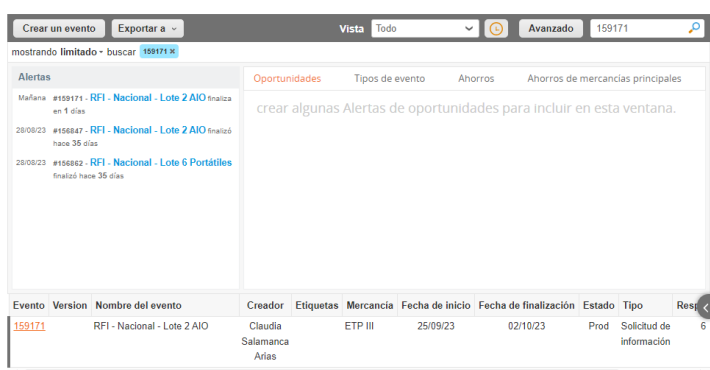 Crear un evento Exportar a Vista Todo Avanzado 159171
mostrando limitado - buscar 159171 ×
Alertas
Mañana #159171 - RFI - Nacional - Lote 2 AIO finaliza
en 1 días
28/08/23 #156847 - RFI - Nacional - Lote 2 AIO finalizó
hace 35 días
28/08/23 #156862 - RFI - Nacional - Lote 6 Portátiles
finalizó hace 35 días
Oportunidades Tipos de evento Ahorros Ahorros de mercancías principales
crear algunas Alertas de oportunidades para incluir en esta ventana.
Evento Version Nombre del evento Creador Etiquetas Mercancía Fecha de inicio Fecha de finalización Estado Tipo Resp
159171 RFI - Nacional - Lote 2 AIO Claudia ETP III 25/09/23 02/10/23 Prod Solicitud de 6
Salamanca información
Arias